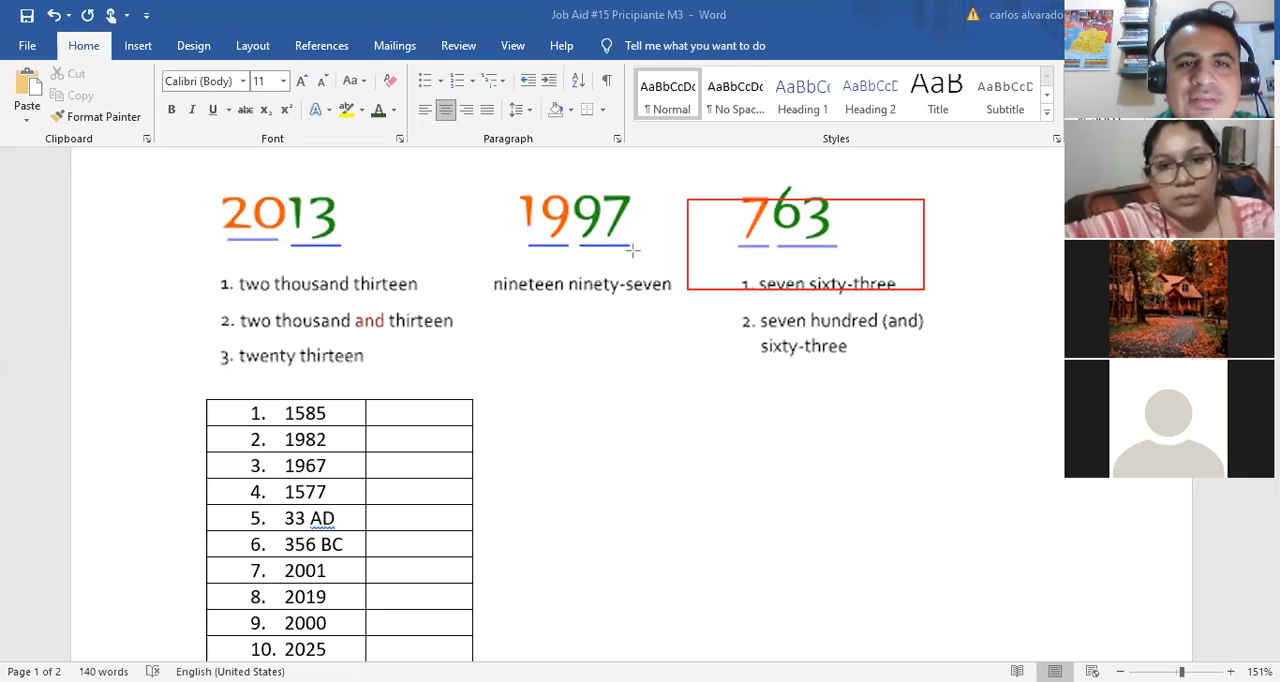 Job Aid #15 Pricipiante M3 - Word
carlos alvarado
File Home Insert Design Layout References Mailings Review View Help Tell me what you want to do
Paste
Cut
Copy
Format Painter
Clipboard
Calibri (Body) 11
Font
Paragraph
AaBbCcDc AaBbCcDc AaBbCc AaBbCcD AaB AaBbCcD
¶ Normal ¶ No Spac... Heading 1 Heading 2 Title Subtitle
Styles
2013 1997 763
1. two thousand thirteen nineteen ninety-seven 1. seven sixty-three
2. two thousand and thirteen 2. seven hundred (and)
sixty-three
3. twenty thirteen
1. 1585
2. 1982
3. 1967
4. 1577
5. 33 AD
6. 356 BC
7. 2001
8. 2019
9. 2000
10. 2025
Page 1 of 2 140 words English (United States) 151%